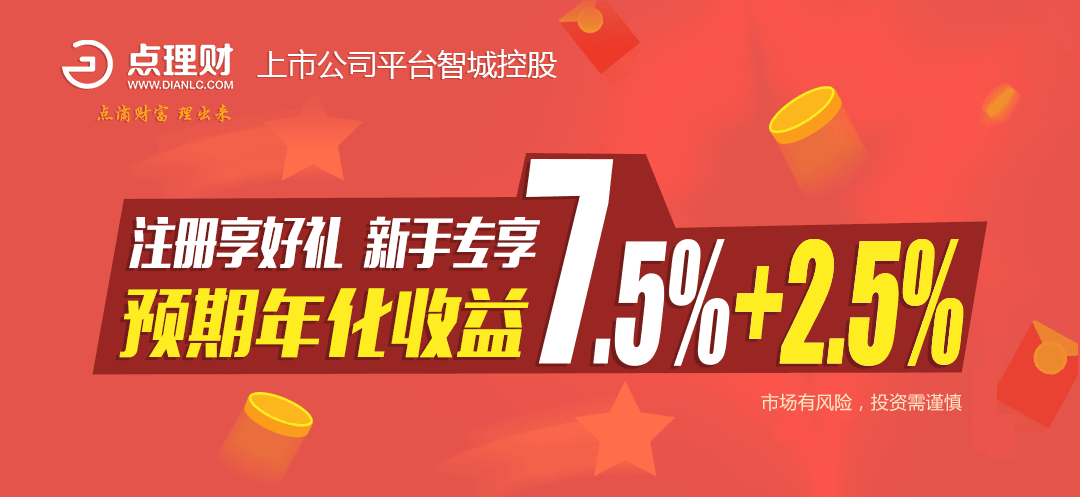 点理财
WWW.DIANLC.COM
点滴财富 理出来
上市公司平台智城控股
注册享好礼 新手专享
预期年化收益
7.5%+2.5%
市场有风险，投资需谨慎